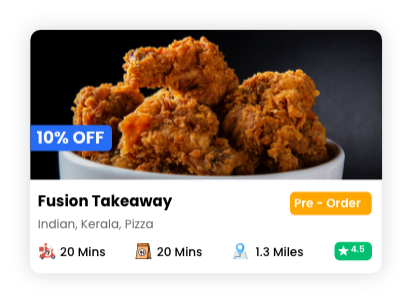 10% OFF
Fusion Takeaway
Pre - Order
Indian, Kerala, Pizza
20 Mins
20 Mins
1.3 Miles
4.5